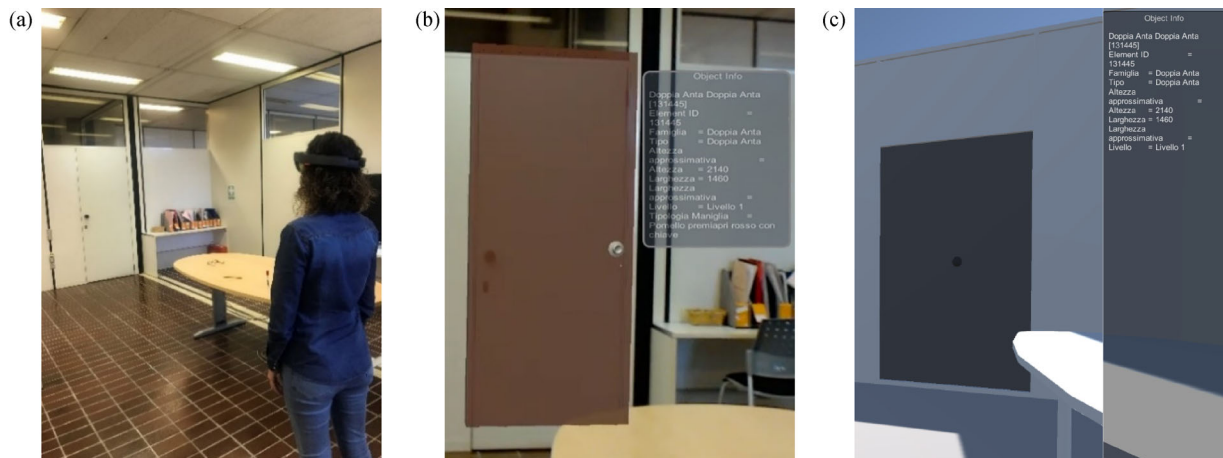 (a)
(b)
Object Info
Doppia Anta Doppia Anta
[131445]
Element ID =
131445
Famiglia = Doppia Anta
Tipo = Doppia Anta
Altezza
approssimativa =
Altezza = 2140
Larghezza = 1460
Larghezza
approssimativa =
Livello = Livello 1
Tipologia Maniglia =
Pomello premiapri rosso con
chiave
(c)
Object Info
Doppia Anta Doppia Anta
[131445]
Element ID =
131445
Famiglia = Doppia Anta
Tipo = Doppia Anta
Altezza
approssimativa =
Altezza = 2140
Larghezza = 1460
Larghezza
approssimativa =
Livello = Livello 1